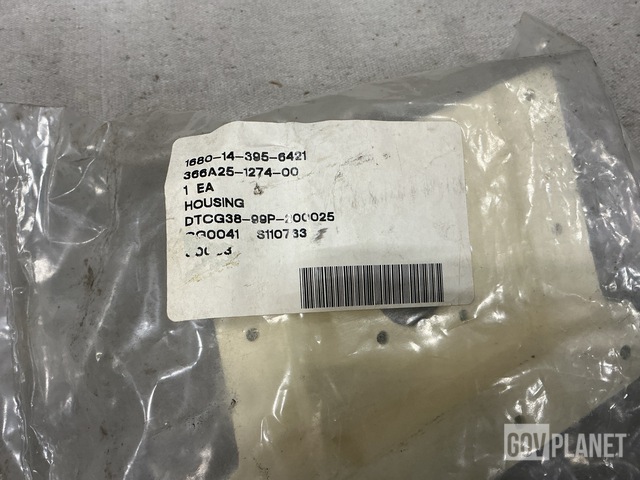 1680-14-395-6421
366A25-1274-00
1 EA
HOUSING
DTCG38-99P-200025
S110733
GOVPLANET